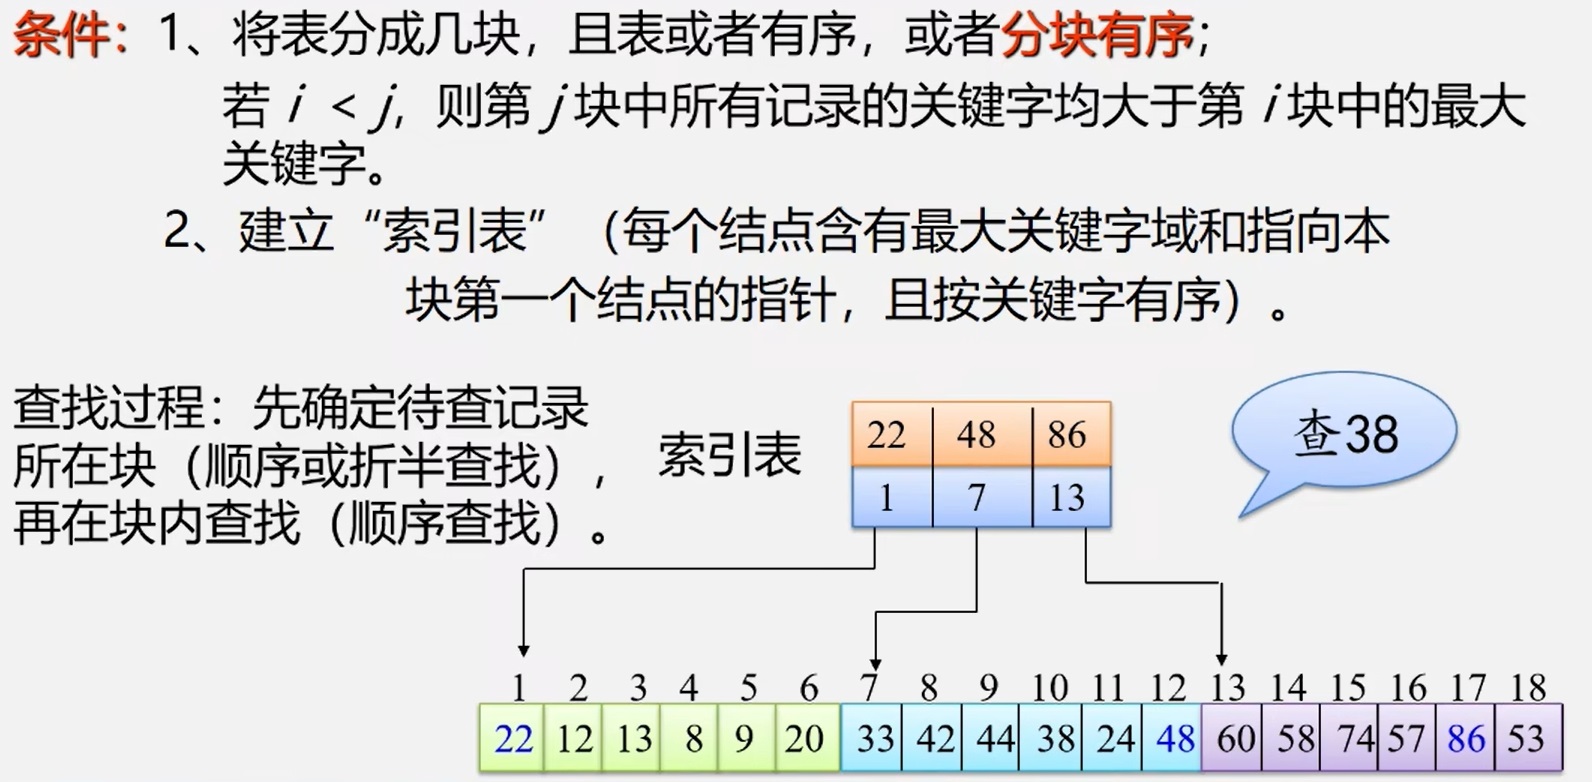 条件：1、将表分成几块，且表或者有序，或者分块有序；
若 i < j，则第 j 块中所有记录的关键字均大于第 i 块中的最大
关键字。
2、建立“索引表”（每个结点含有最大关键字域和指向本
块第一个结点的指针，且按关键字有序）。
查找过程：先确定待查记录
所在块（顺序或折半查找），
再在块内查找（顺序查找）。
索引表
22 48 86
1 7 13
查38
1 2 3 4 5 6 7 8 9 10 11 12 13 14 15 16 17 18
22 12 13 8 9 20 33 42 44 38 24 48 60 58 74 57 86 53